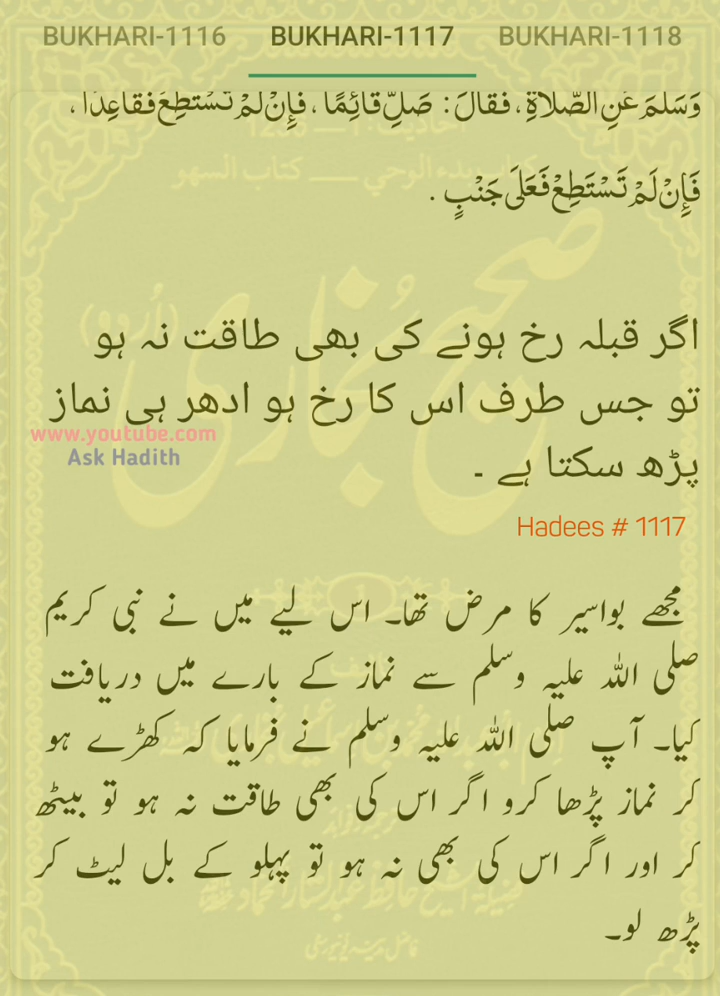 BUKHARI-1116 BUKHARI-1117 BUKHARI-1118
وَسَلَّمَ عَنِ الصَّلَاةِ ، فَقَالَ : صَلِّ قَائِمًا ، فَإِنْ لَمْ تَسْتَطِعْ فَقَاعِدًا ،
فَإِنْ لَمْ تَسْتَطِعْ فَعَلَى جَنْبٍ .
اگر قبلہ رخ ہونے کی بھی طاقت نہ ہو
تو جس طرف اس کا رخ ہو ادھر ہی نماز
www.youtube.com
Ask Hadith
پڑھ سکتا ہے ۔
Hadees # 1117
مجھے بواسیر کا مرض تھا۔ اس لیے میں نے نبی کریم
صلی اللہ علیہ وسلم سے نماز کے بارے میں دریافت
کیا۔ آپ صلی اللہ علیہ وسلم نے فرمایا کہ کھڑے ہو
کر نماز پڑھا کرو اگر اس کی بھی طاقت نہ ہو تو بیٹھ
کر اور اگر اس کی بھی نہ ہو تو پہلو کے بل لیٹ کر
پڑھ لو۔
صحیح بخاری
(اُردو)